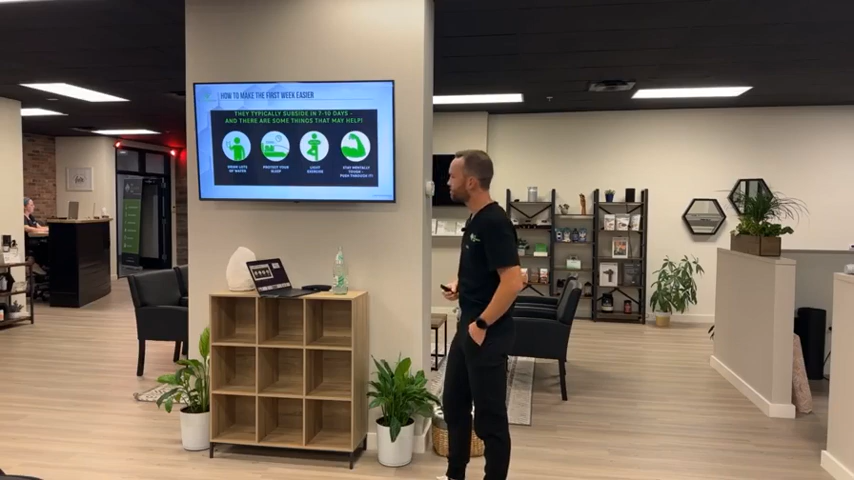 HOW TO MAKE THE FIRST WEEK EASIER
THEY TYPICALLY SUBSIDE IN 7-10 DAYS -
AND THERE ARE SOME THINGS THAT MAY HELP!
DRINK LOTS
OF WATER
PROTECT YOUR
SLEEP
LIGHT
EXERCISE
STAY MENTALLY
TOUGH -
PUSH THROUGH IT!